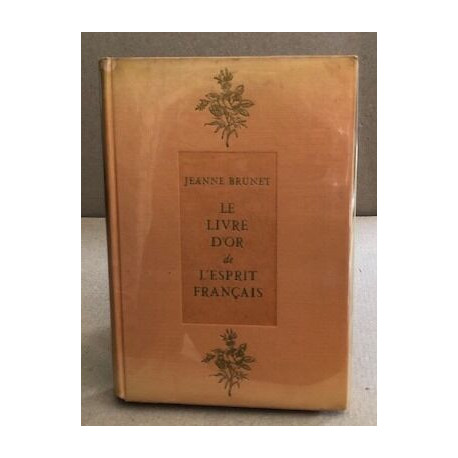 JEANNE BRUNET
LE
LIVRE
D'OR
de
L'ESPRIT
FRANÇAIS